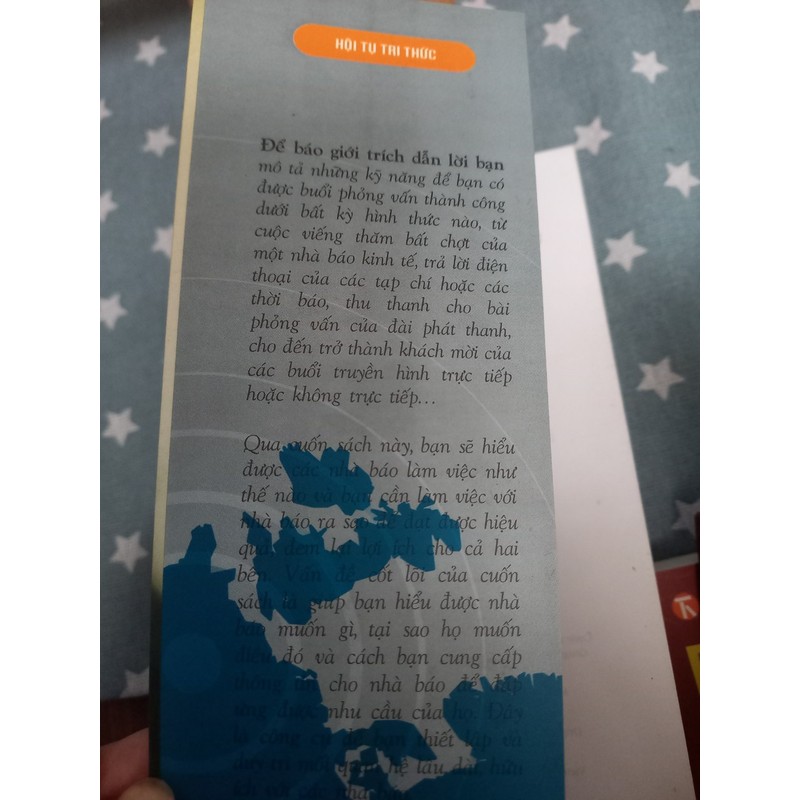 HỘI TỤ TRI THỨC
Để báo giới trích dẫn lời bạn
mô tả những kỹ năng để bạn có
được buổi phỏng vấn thành công
dưới bất kỳ hình thức nào, từ
cuộc viếng thăm bất chợt của
một nhà báo kinh tế, trả lời điện
thoại của các tạp chí hoặc các
thời báo, thu thanh cho bài
phỏng vấn của đài phát thanh,
cho đến trở thành khách mời của
các buổi truyền hình trực tiếp
hoặc không trực tiếp...
Qua cuốn sách này, bạn sẽ hiểu
được các nhà báo làm việc như
thế nào và bạn cần làm việc với
nhà báo ra sao để đạt được hiệu
quả, đem lại lợi ích cho cả hai
bên. Vấn đề cốt lõi của cuốn
sách là giúp bạn hiểu được nhà
báo muốn gì, tại sao họ muốn
điều đó và cách bạn cung cấp
thông tin cho nhà báo để đáp
ứng được nhu cầu của họ. Đây
là công cụ để bạn thiết lập và
duy trì mối quan hệ lâu dài, hữu
ích với các nhà